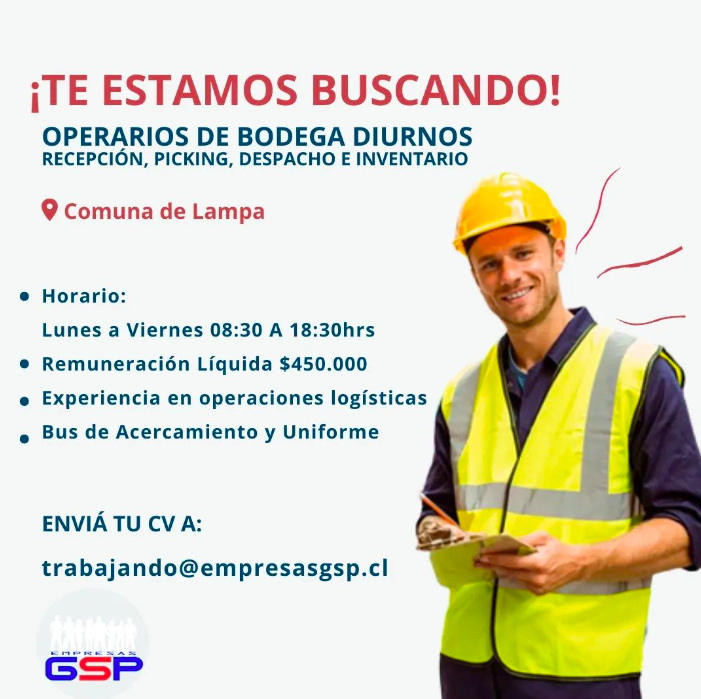 ¡TE ESTAMOS BUSCANDO!
OPERARIOS DE BODEGA DIURNOS
RECEPCIÓN, PICKING, DESPACHO E INVENTARIO
Comuna de Lampa
Horario:
Lunes a Viernes 08:30 A 18:30hrs
Remuneración Líquida $450.000
Experiencia en operaciones logísticas
Bus de Acercamiento y Uniforme
ENVIÁ TU CV A:
trabajando@empresasgsp.cl
EMPRESAS
GSP